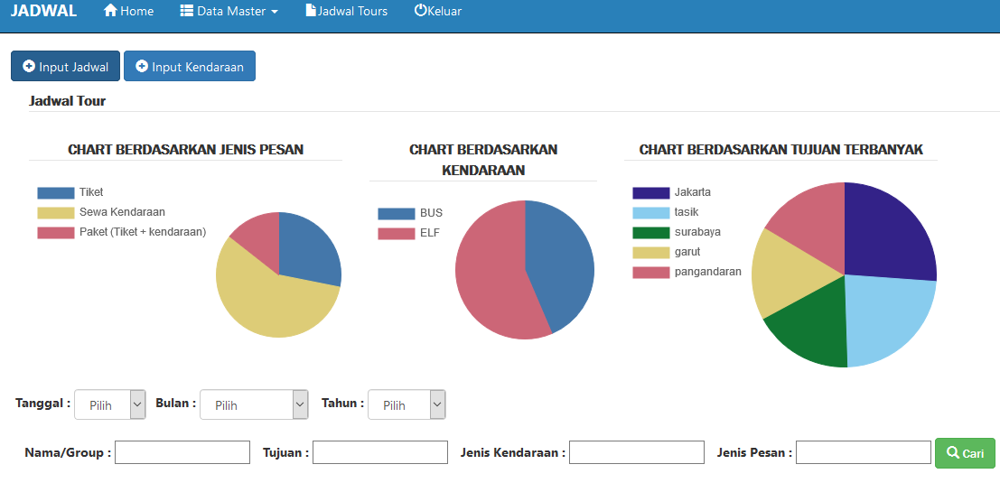 JADWAL Home Data Master Jadwal Tours Keluar
Input Jadwal Input Kendaraan
Jadwal Tour
CHART BERDASARKAN JENIS PESAN
Tiket
Sewa Kendaraan
Paket (Tiket + kendaraan)
CHART BERDASARKAN
KENDARAAN
BUS
ELF
CHART BERDASARKAN TUJUAN TERBANYAK
Jakarta
tasik
surabaya
garut
pangandaran
Tanggal : Pilih Bulan : Pilih Tahun : Pilih
Nama/Group : Tujuan : Jenis Kendaraan : Jenis Pesan : Cari